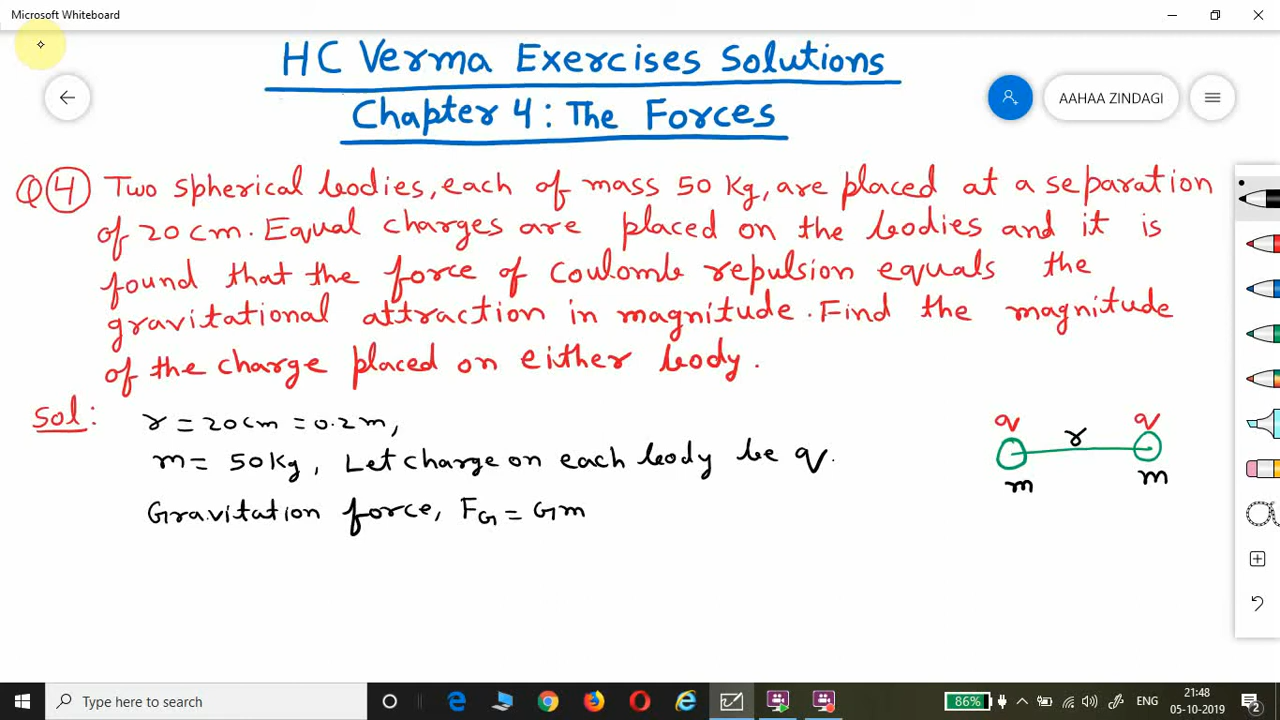 Microsoft Whiteboard
HC Verma Exercises Solutions
Chapter 4: The Forces
AAHAA ZINDAGI
Q4 Two spherical bodies, each of mass 50 Kg, are placed at a separation
of 20 cm. Equal charges are placed on the bodies and it is
found that the force of Coulomb repulsion equals the
gravitational attraction in magnitude. Find the magnitude
of the charge placed on either body.
Sol:
r = 20cm = 0.2m,
m = 50Kg, Let charge on each body be q.
Gravitation force, FG = Gm
q q
r
m m
Type here to search
86%
ENG
21:48
05-10-2019
2